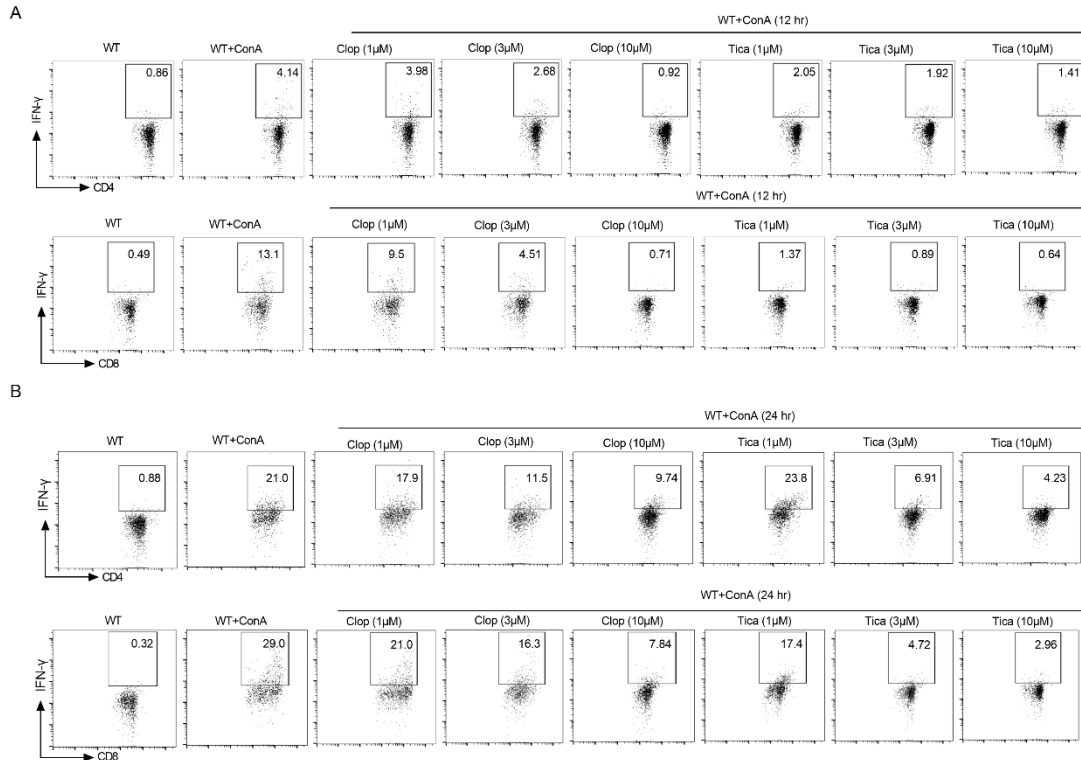 A
WT+ConA (12 hr)
WT WT+ConA Clop (1μM) Clop (3μM) Clop (10μM) Tica (1μM) Tica (3μM) Tica (10μM)
0.86 4.14 3.98 2.68 0.92 2.05 1.92 1.41
IFN-γ
CD4
WT+ConA (12 hr)
WT WT+ConA Clop (1μM) Clop (3μM) Clop (10μM) Tica (1μM) Tica (3μM) Tica (10μM)
0.49 13.1 9.5 4.51 0.71 1.37 0.89 0.64
IFN-γ
CD8
B
WT+ConA (24 hr)
WT WT+ConA Clop (1μM) Clop (3μM) Clop (10μM) Tica (1μM) Tica (3μM) Tica (10μM)
0.88 21.0 17.9 11.5 9.74 23.8 6.91 4.23
IFN-γ
CD4
WT+ConA (24 hr)
WT WT+ConA Clop (1μM) Clop (3μM) Clop (10μM) Tica (1μM) Tica (3μM) Tica (10μM)
0.32 29.0 21.0 16.3 7.84 17.4 4.72 2.96
IFN-γ
CD8